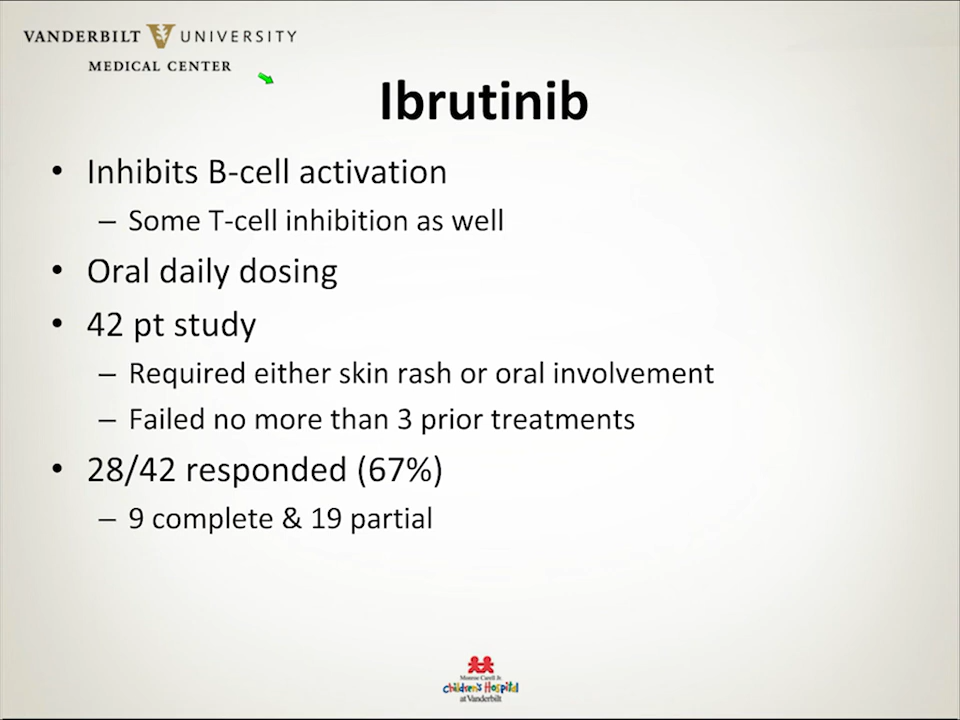 VANDERBILT UNIVERSITY
MEDICAL CENTER
Ibrutinib
• Inhibits B-cell activation
– Some T-cell inhibition as well
• Oral daily dosing
• 42 pt study
– Required either skin rash or oral involvement
– Failed no more than 3 prior treatments
• 28/42 responded (67%)
– 9 complete & 19 partial
Monroe Carell Jr.
Children's Hospital
at Vanderbilt